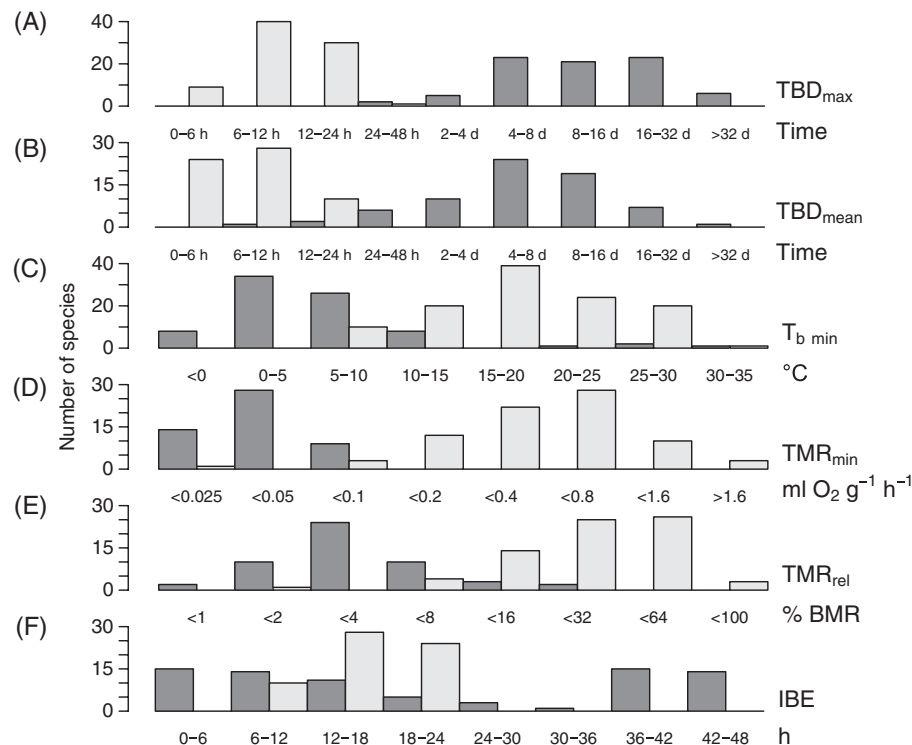 (A)
40
20
0
TBDmax
0–6 h 6–12 h 12–24 h 24–48 h 2–4 d 4–8 d 8–16 d 16–32 d >32 d Time
(B)
30
15
0
TBDmean
0–6 h 6–12 h 12–24 h 24–48 h 2–4 d 4–8 d 8–16 d 16–32 d >32 d Time
(C)
40
20
0
Tb min
<0 0–5 5–10 10–15 15–20 20–25 25–30 30–35 °C
Number of species
(D)
30
15
0
TMRmin
<0.025 <0.05 <0.1 <0.2 <0.4 <0.8 <1.6 >1.6 ml O2 g−1 h−1
(E)
30
15
0
TMRrel
<1 <2 <4 <8 <16 <32 <64 <100 % BMR
(F)
30
15
0
IBE
0–6 6–12 12–18 18–24 24–30 30–36 36–42 42–48 h